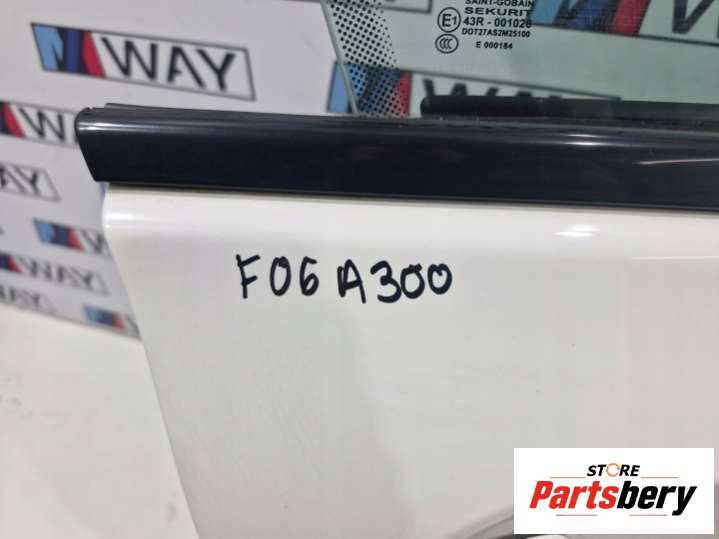 WAY
WAY
WAY
WAY
WAY
SAINT-GOBAIN
SEKURIT
E1 43R - 001026
DOT27AS2M25100
E 000184
F06 A300
STORE
Partsbery